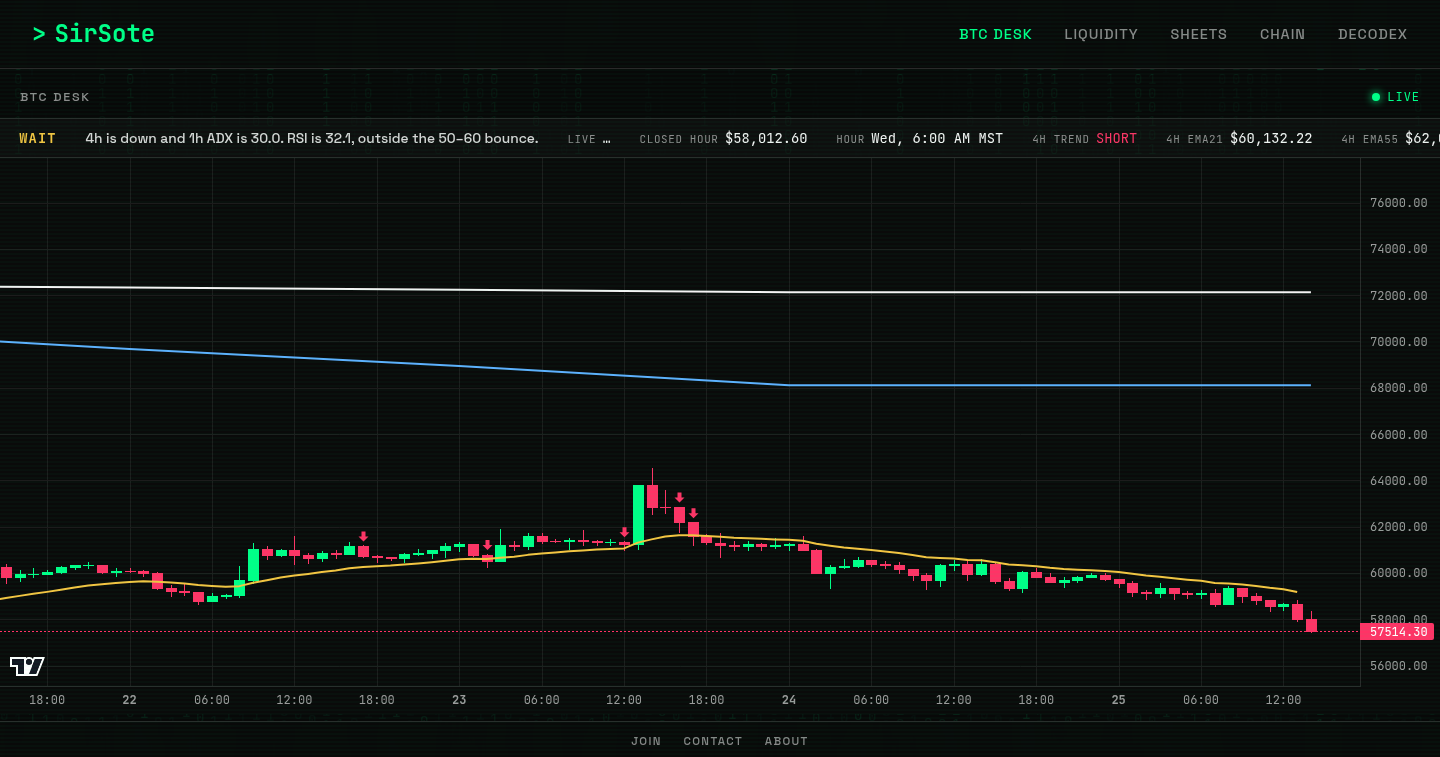 > SirSote
BTC DESK LIQUIDITY SHEETS CHAIN DECODEX
BTC DESK
LIVE
WAIT 4h is down and 1h ADX is 30.0. RSI is 32.1, outside the 50–60 bounce. LIVE … CLOSED HOUR $58,012.60 HOUR Wed, 6:00 AM MST 4H TREND SHORT 4H EMA21 $60,132.22 4H EMA55
76000.00
74000.00
72000.00
70000.00
68000.00
66000.00
64000.00
62000.00
60000.00
58000.00
57514.30
56000.00
18:00 22 06:00 12:00 18:00 23 06:00 12:00 18:00 24 06:00 12:00 18:00 25 06:00 12:00
JOIN CONTACT ABOUT